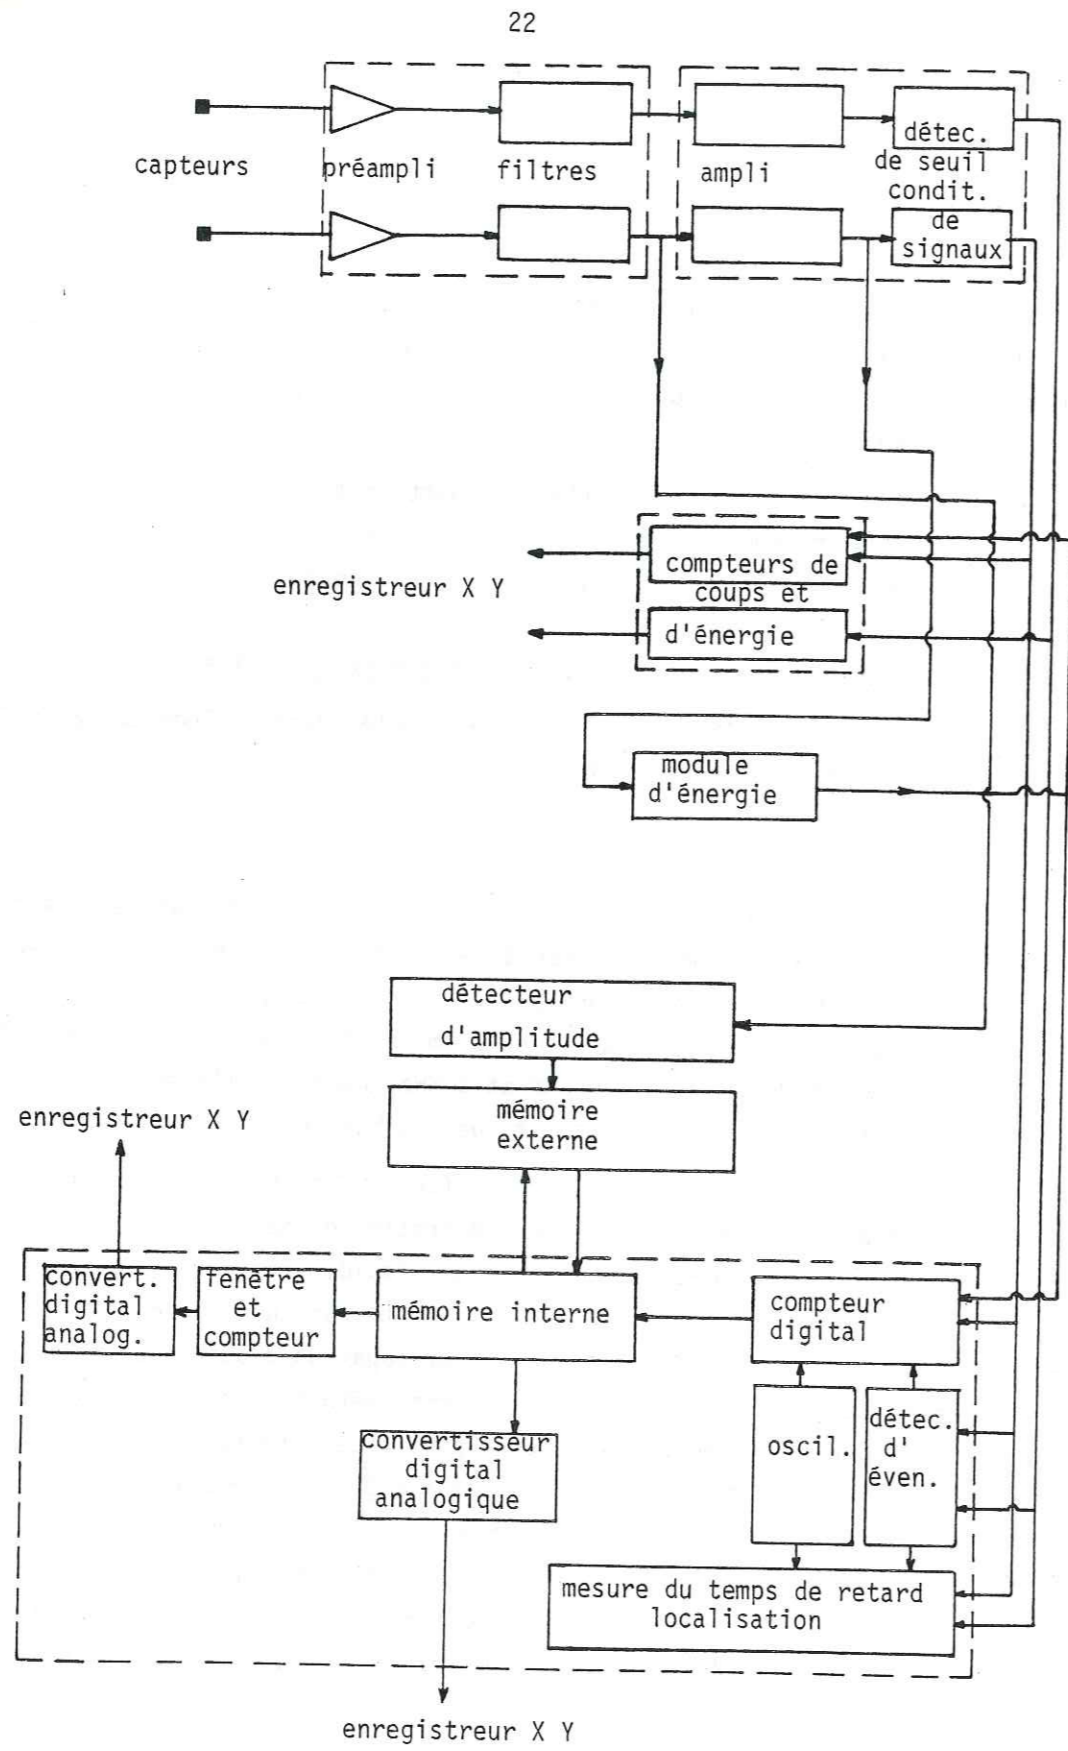 22
capteurs
préampli
filtres
ampli
détec.
de seuil
condit.
de
signaux
compteurs de
coups et
d'énergie
enregistreur X Y
module
d'énergie
détecteur
d'amplitude
mémoire
externe
enregistreur X Y
convert.
digital
analog.
fenêtre
et
compteur
mémoire interne
compteur
digital
convertisseur
digital
analogique
oscil.
détec.
d'
éven.
mesure du temps de retard
localisation
enregistreur X Y